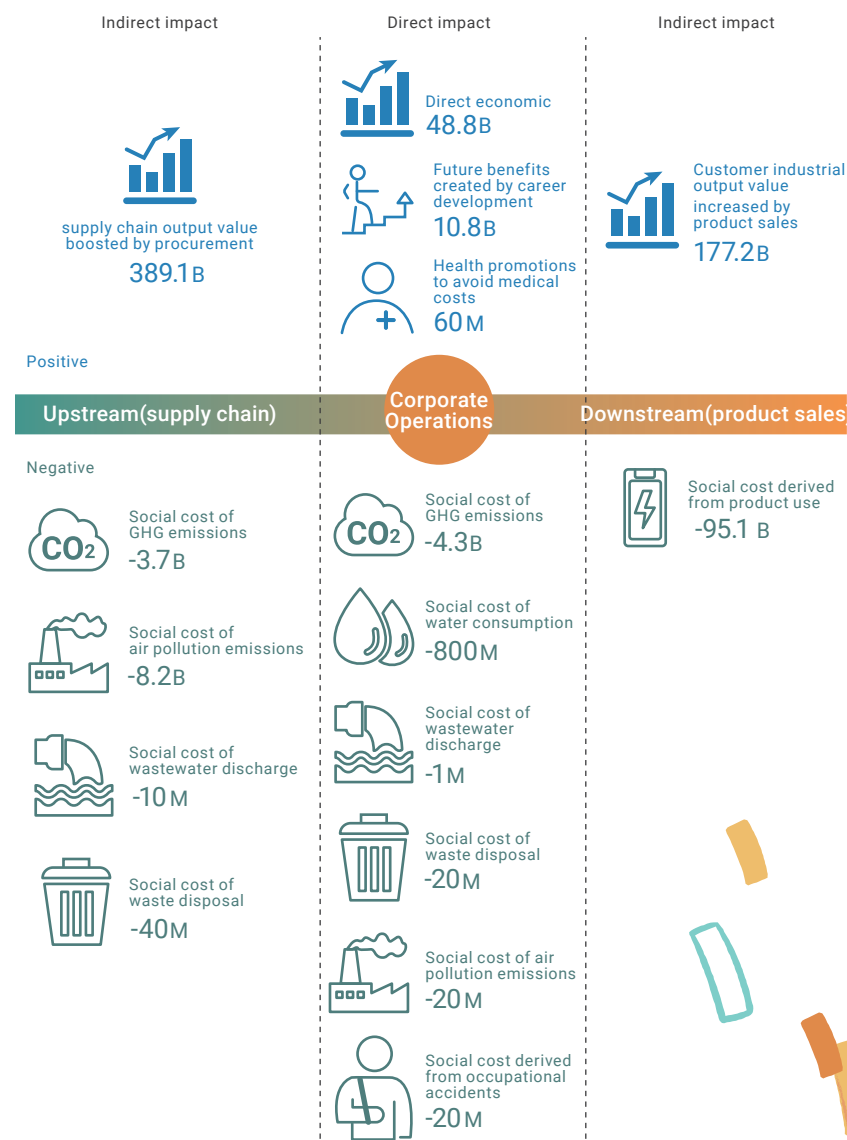 Indirect impact
Direct impact
Indirect impact
supply chain output value
boosted by procurement
389.1B
Direct economic
48.8B
Future benefits
created by career
development
10.8B
Health promotions
to avoid medical
costs
60M
Customer industrial
output value
increased by
product sales
177.2B
Positive
Upstream(supply chain)
Corporate
Operations
Downstream(product sales)
Negative
CO2
Social cost of
GHG emissions
-3.7B
Social cost of
air pollution emissions
-8.2B
Social cost of
wastewater discharge
-10M
Social cost of
waste disposal
-40M
CO2
Social cost of
GHG emissions
-4.3B
Social cost of
water consumption
-800M
Social cost of
wastewater
discharge
-1M
Social cost of
waste disposal
-20M
Social cost of air
pollution emissions
-20M
Social cost derived
from occupational
accidents
-20M
Social cost derived
from product use
-95.1 B